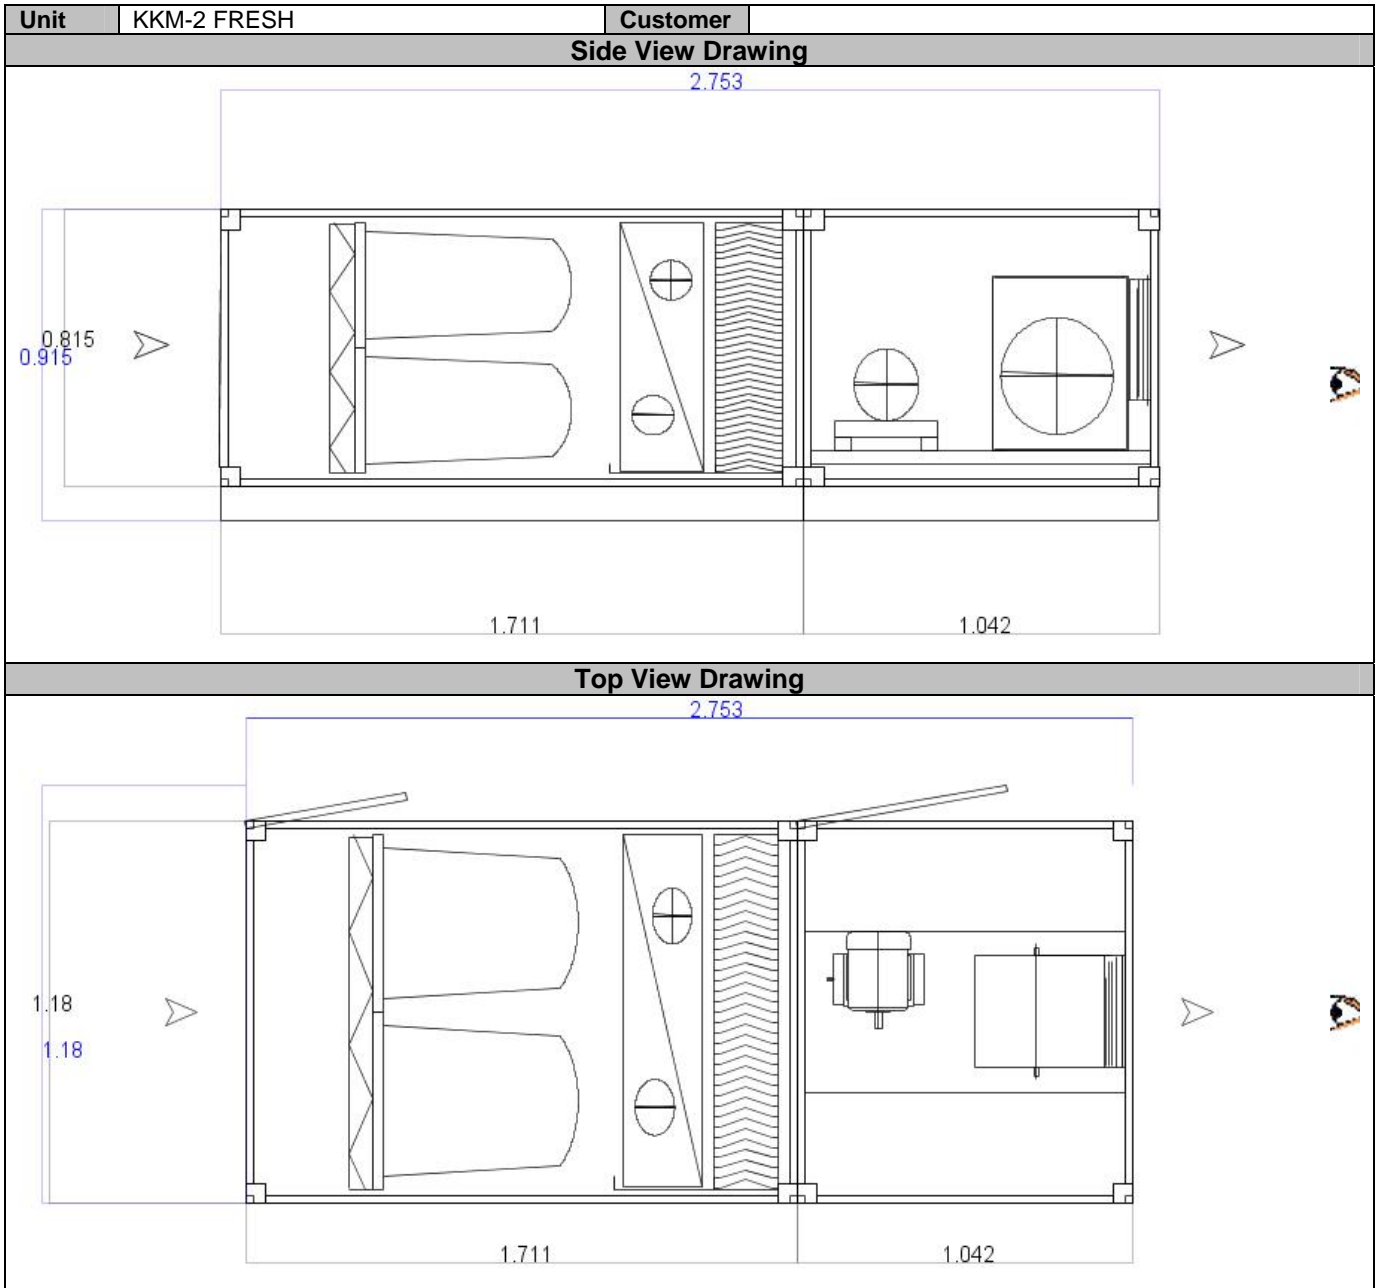 Unit KKM-2 FRESH Customer
Side View Drawing
2.753
0.815
0.915
1.711 1.042
Top View Drawing
2.753
1.18
1.18
1.711 1.042